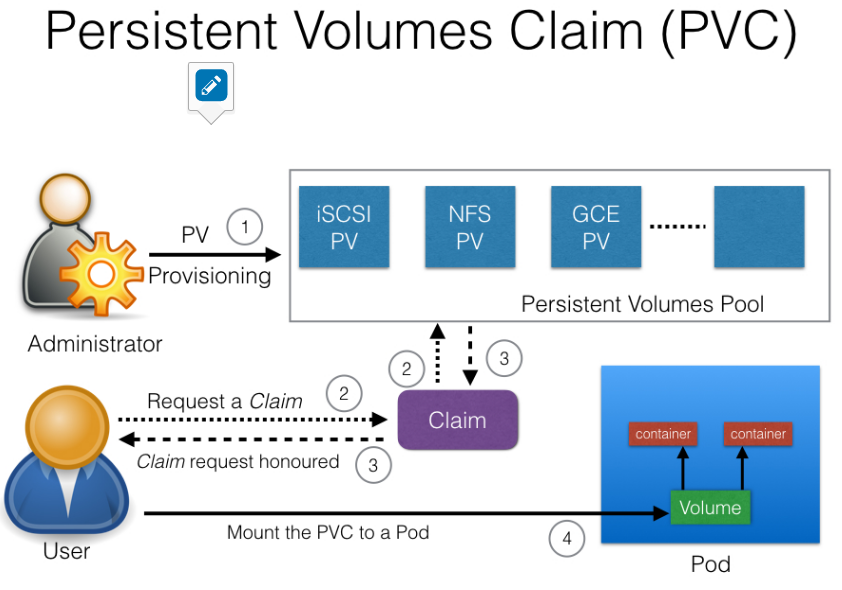 Persistent Volumes Claim (PVC)
PV
1
Provisioning
Administrator
iSCSI
PV
NFS
PV
GCE
PV
Persistent Volumes Pool
2
3
Request a Claim
2
Claim
Claim request honoured
3
User
Mount the PVC to a Pod
4
container
container
Volume
Pod